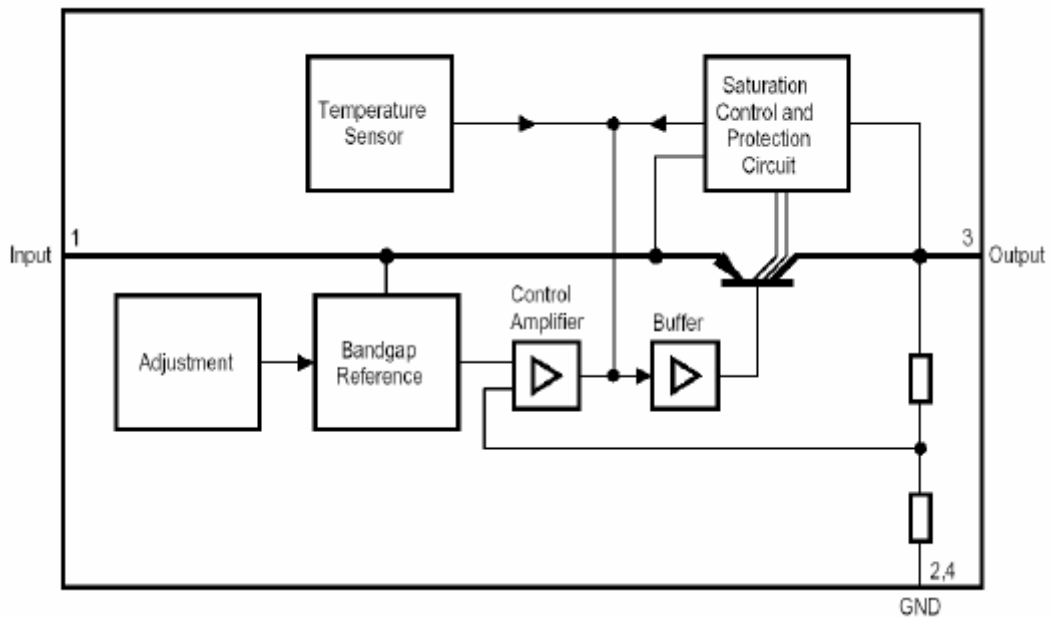 Temperature
Sensor
Saturation
Control and
Protection
Circuit
1
3
Input
Output
Control
Amplifier
Buffer
Adjustment
Bandgap
Reference
2,4
GND